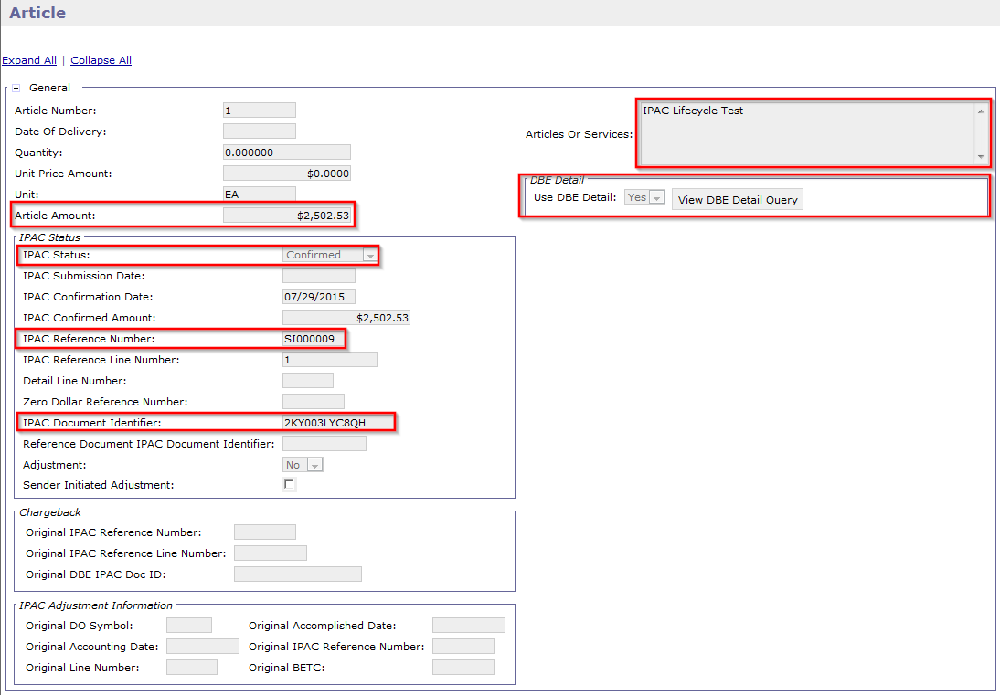 Article
Expand All | Collapse All
General
Article Number: 1
Date Of Delivery:
Quantity: 0.000000
Unit Price Amount: $0.0000
Unit: EA
Article Amount: $2,502.53
Articles Or Services: IPAC Lifecycle Test
DBE Detail
Use DBE Detail: Yes View DBE Detail Query
IPAC Status
IPAC Status: Confirmed
IPAC Submission Date:
IPAC Confirmation Date: 07/29/2015
IPAC Confirmed Amount: $2,502.53
IPAC Reference Number: SI000009
IPAC Reference Line Number: 1
Detail Line Number:
Zero Dollar Reference Number:
IPAC Document Identifier: 2KY003LYC8QH
Reference Document IPAC Document Identifier:
Adjustment: No
Sender Initiated Adjustment:
Chargeback
Original IPAC Reference Number:
Original IPAC Reference Line Number:
Original DBE IPAC Doc ID:
IPAC Adjustment Information
Original DO Symbol: Original Accomplished Date:
Original Accounting Date: Original IPAC Reference Number:
Original Line Number: Original BETC: